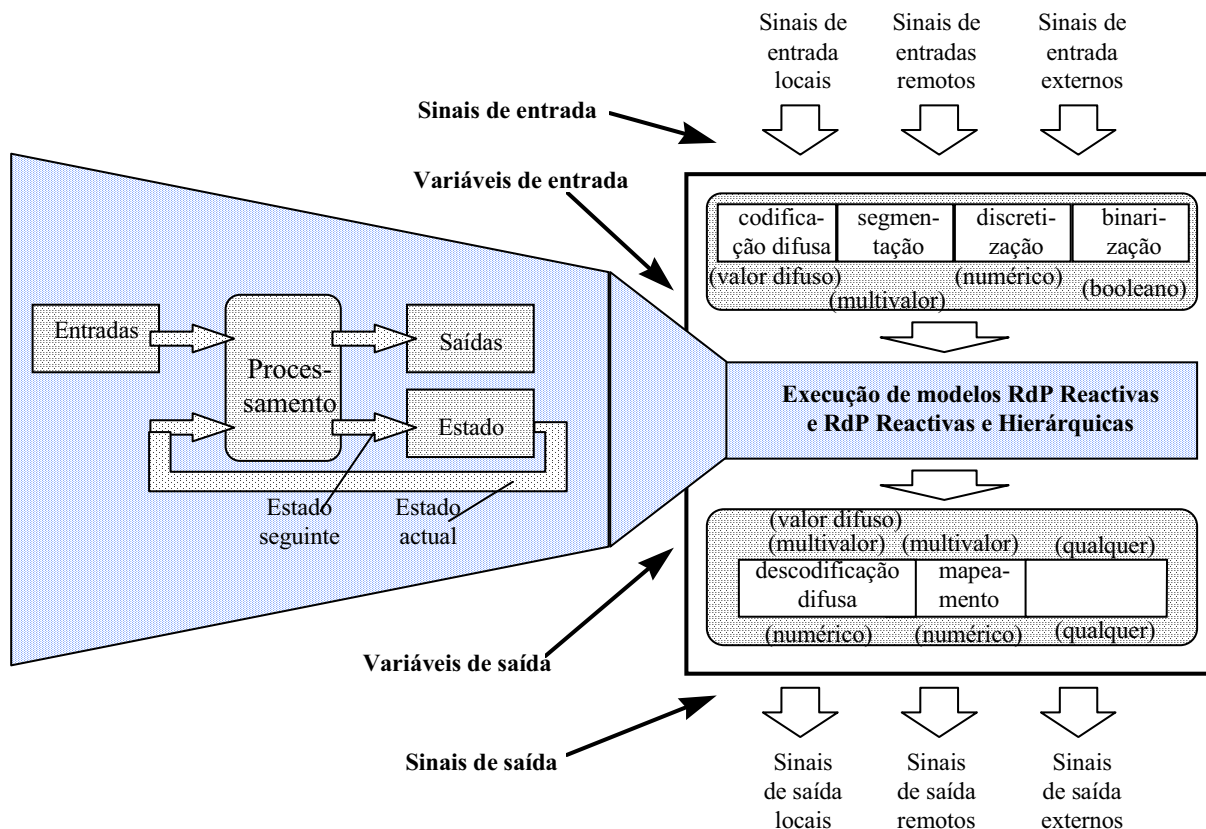 Sinais de
entrada
locais
Sinais de
entradas
remotos
Sinais de
entrada
externos
Sinais de entrada
Variáveis de entrada
codifica-
ção difusa
segmen-
tação
discreti-
zação
binari-
zação
(valor difuso)
(multivalor)
(numérico)
(booleano)
Entradas
Proces-
samento
Saídas
Estado
Estado
seguinte
Estado
actual
Execução de modelos RdP Reactivas
e RdP Reactivas e Hierárquicas
(valor difuso)
(multivalor)
(multivalor)
(qualquer)
descodificação
difusa
mapea-
mento
(numérico)
(numérico)
(qualquer)
Variáveis de saída
Sinais de saída
Sinais
de saída
locais
Sinais
de saída
remotos
Sinais
de saída
externos